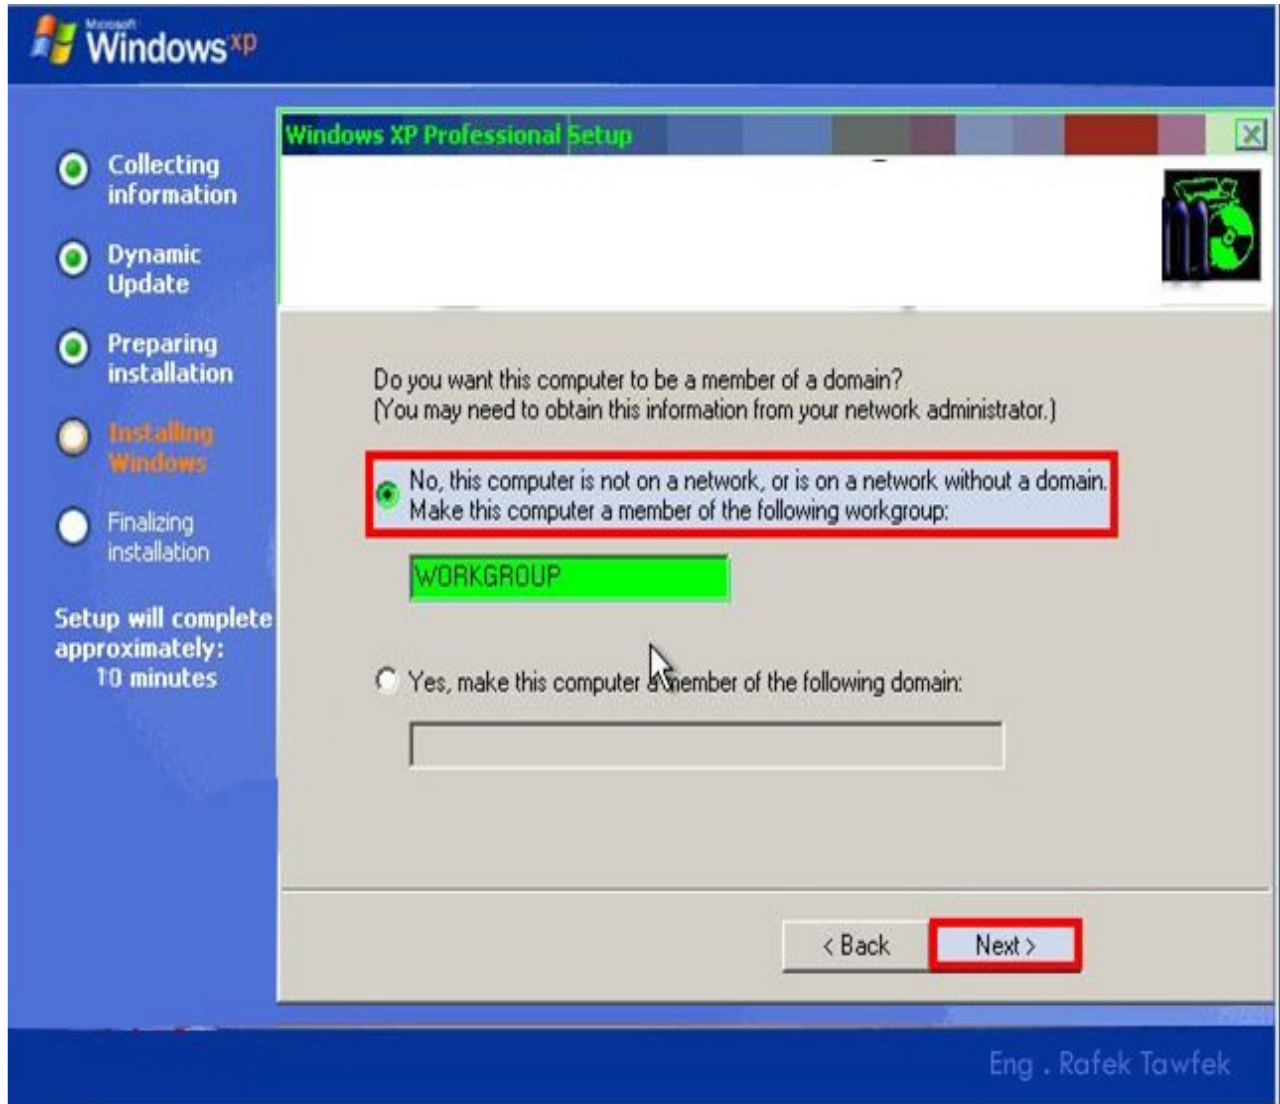 Microsoft
Windows xp
Collecting
information
Dynamic
Update
Preparing
installation
Installing
Windows
Finalizing
installation
Setup will complete
approximately:
10 minutes
Windows XP Professional Setup
Do you want this computer to be a member of a domain?
(You may need to obtain this information from your network administrator.)
No, this computer is not on a network, or is on a network without a domain.
Make this computer a member of the following workgroup:
WORKGROUP
Yes, make this computer a member of the following domain:
< Back
Next >
Eng . Rafek Tawfek